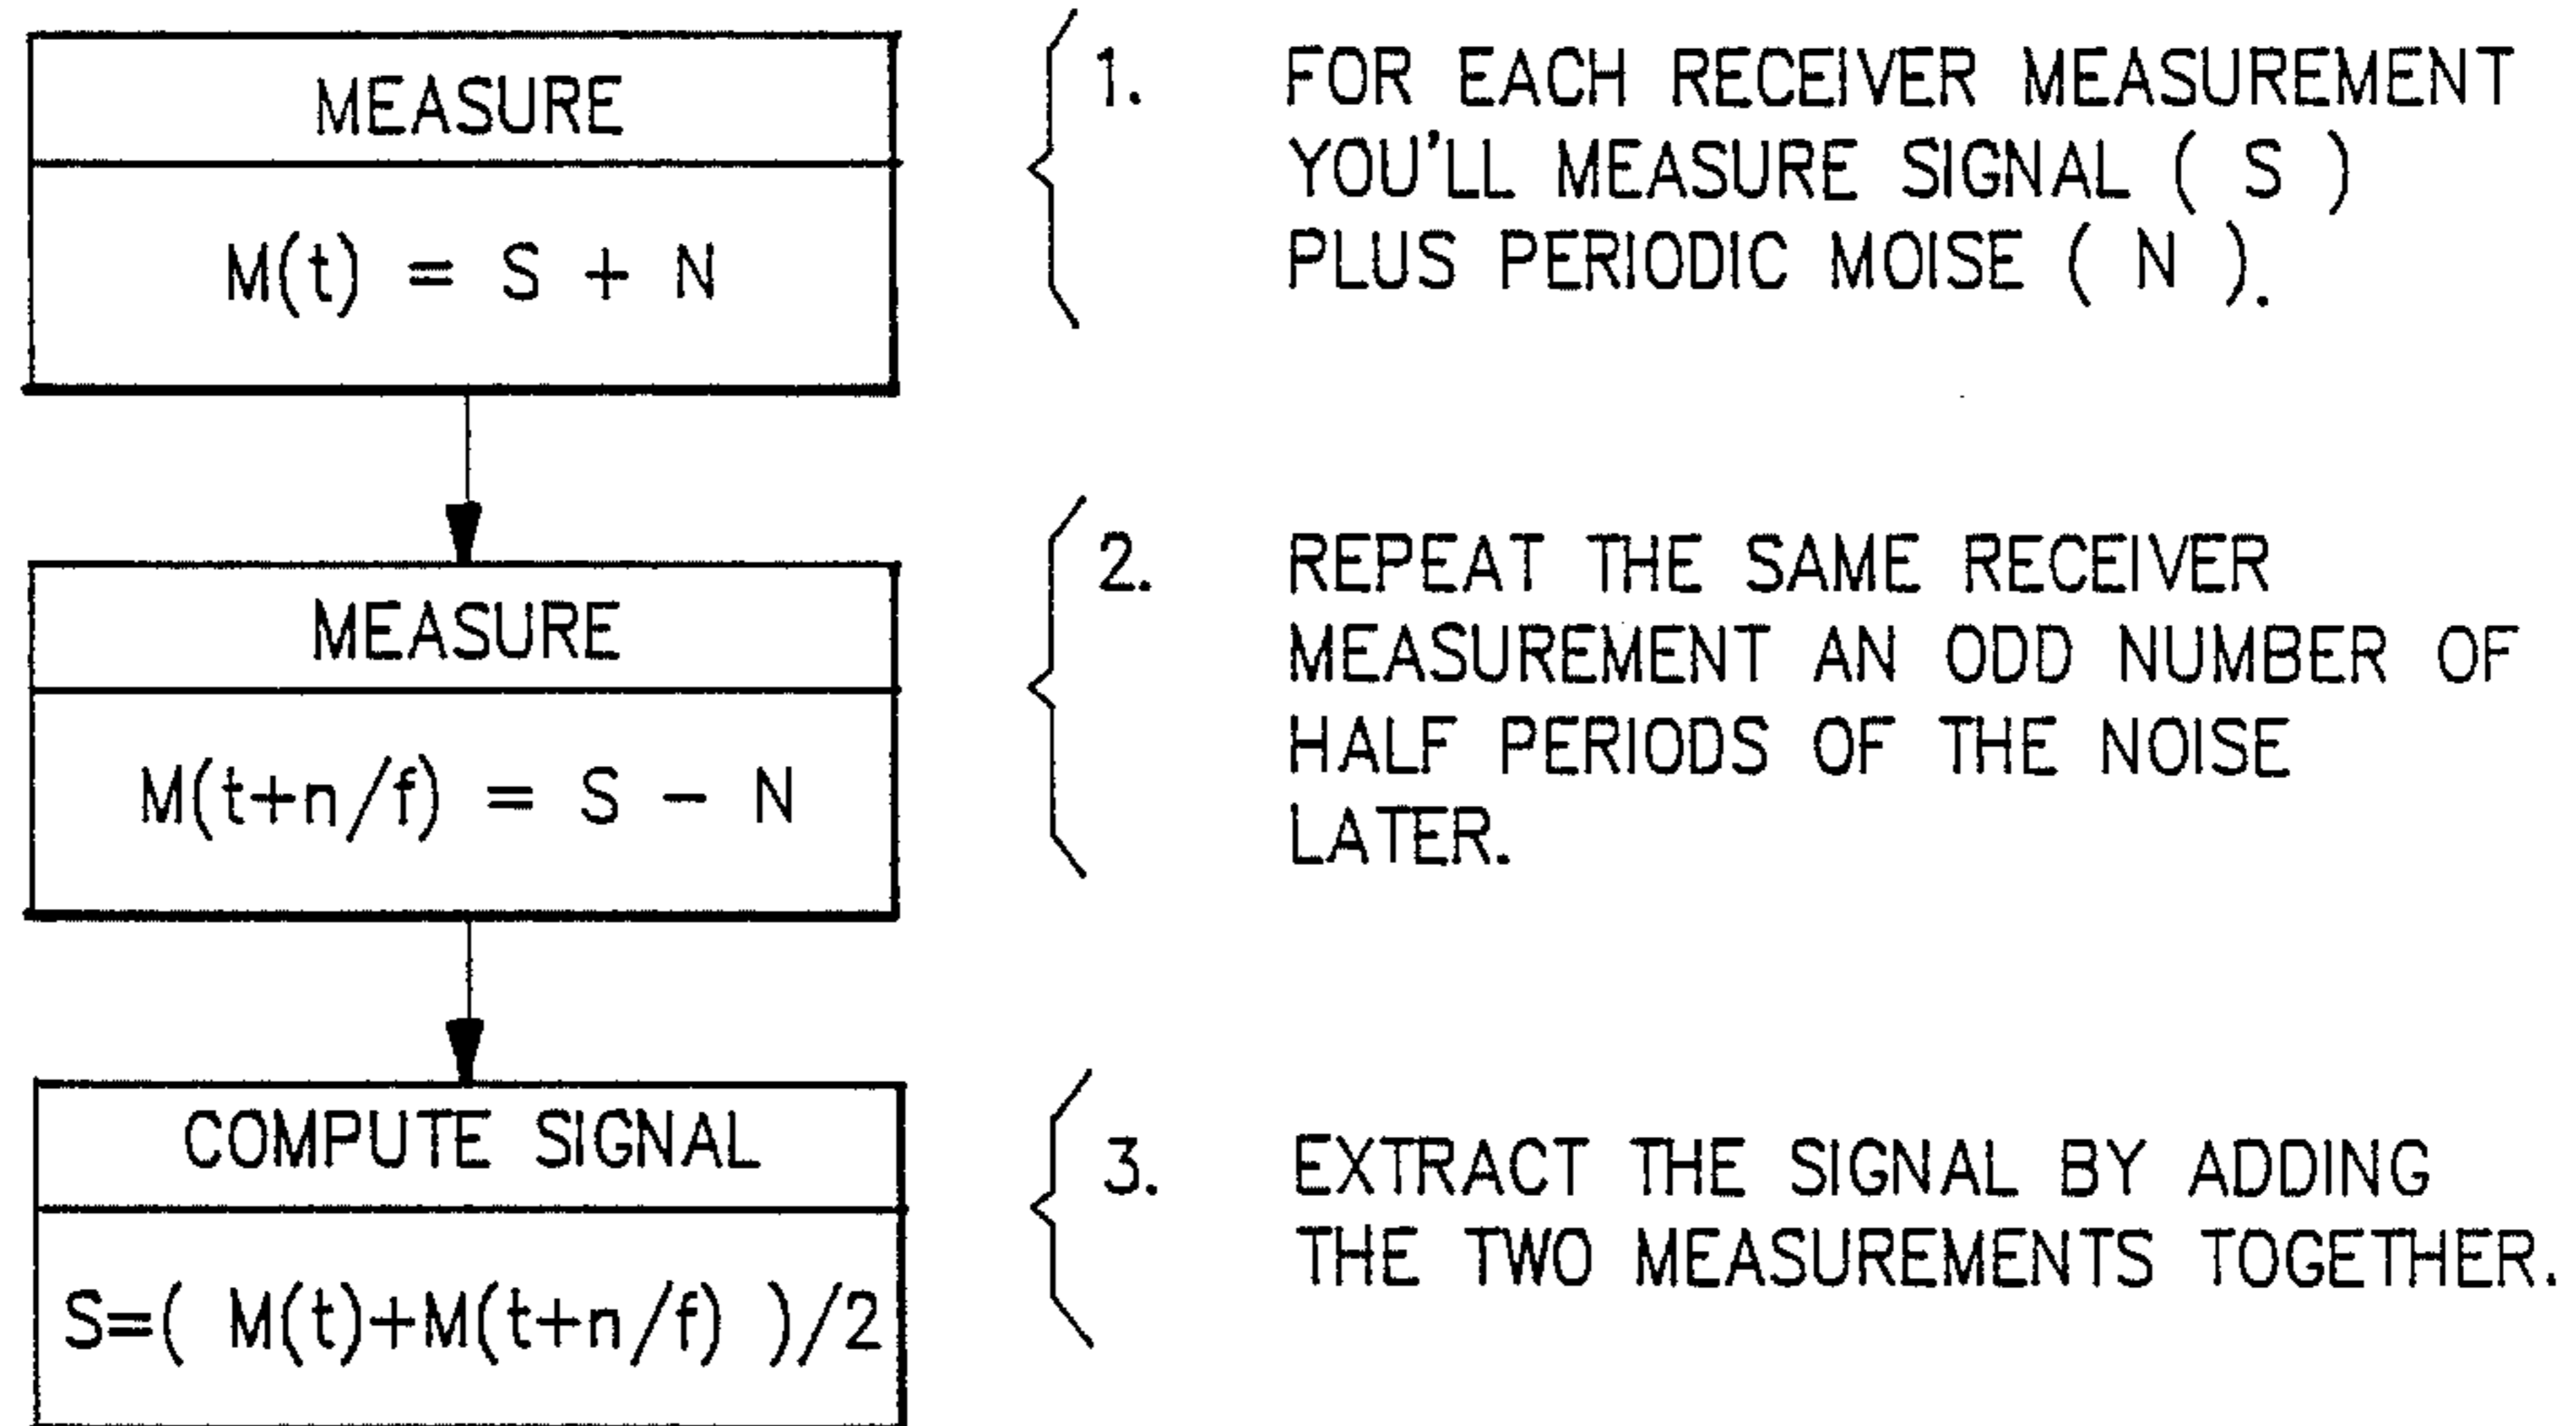 MEASURE
M(t) = S + N
1. FOR EACH RECEIVER MEASUREMENT
YOU'LL MEASURE SIGNAL ( S )
PLUS PERIODIC MOISE ( N ).
MEASURE
M(t+n/f) = S - N
2. REPEAT THE SAME RECEIVER
MEASUREMENT AN ODD NUMBER OF
HALF PERIODS OF THE NOISE
LATER.
COMPUTE SIGNAL
S=( M(t)+M(t+n/f) )/2
3. EXTRACT THE SIGNAL BY ADDING
THE TWO MEASUREMENTS TOGETHER.